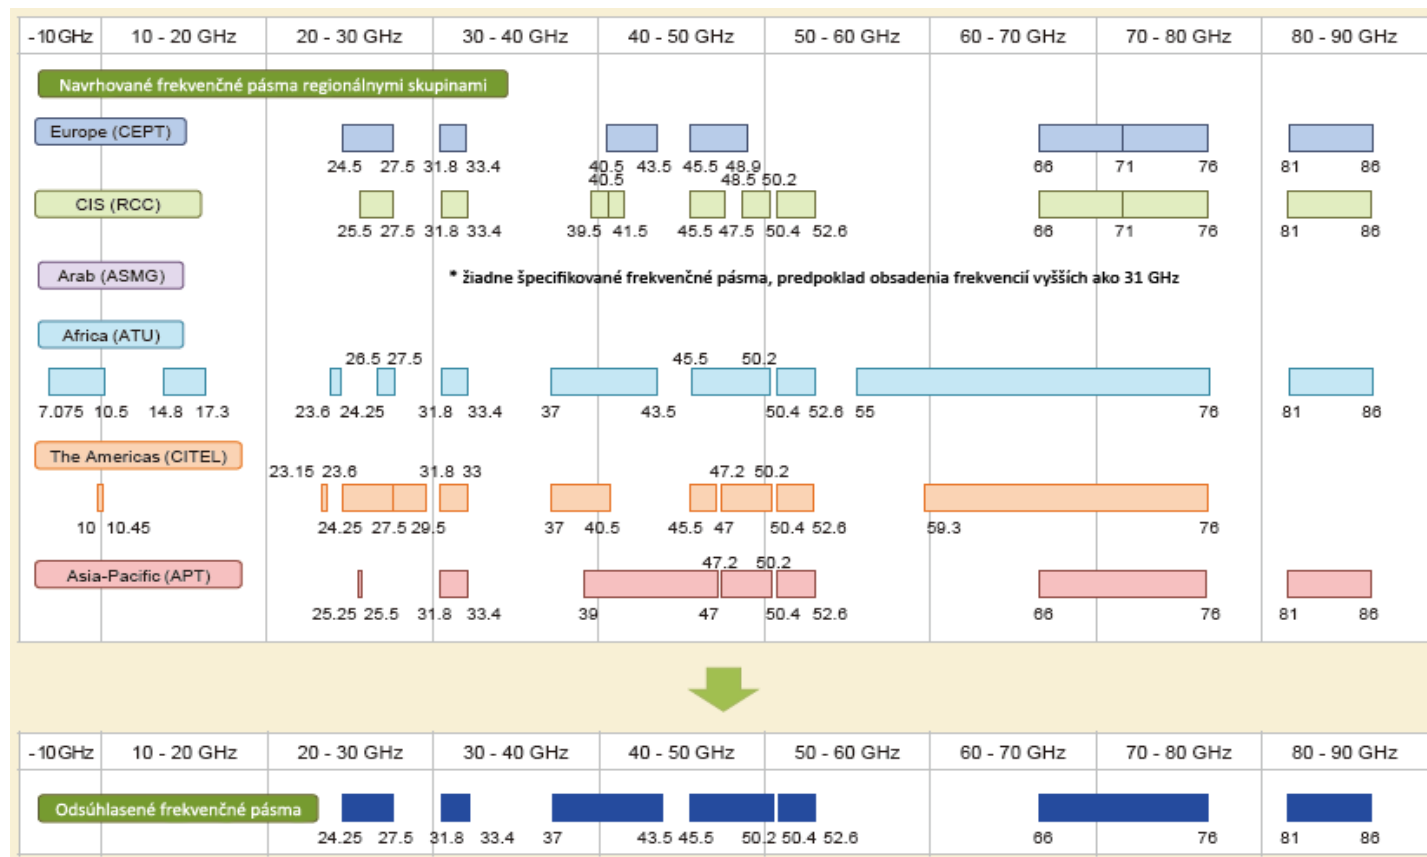 -10GHz 10 - 20 GHz 20 - 30 GHz 30 - 40 GHz 40 - 50 GHz 50 - 60 GHz 60 - 70 GHz 70 - 80 GHz 80 - 90 GHz
Navrhované frekvenčné pásma regionálnymi skupinami
Europe (CEPT)
24.5 27.5 31.8 33.4 40.5 43.5 45.5 48.9 66 71 76 81 86
40.5 48.5 50.2
CIS (RCC)
25.5 27.5 31.8 33.4 39.5 41.5 45.5 47.5 50.4 52.6 66 71 76 81 86
Arab (ASMG)
* žiadne špecifikované frekvenčné pásma, predpoklad obsadenia frekvencií vyšších ako 31 GHz
Africa (ATU)
26.5 27.5 45.5 50.2
7.075 10.5 14.8 17.3 23.6 24.25 31.8 33.4 37 43.5 50.4 52.6 55 76 81 86
The Americas (CITEL)
23.15 23.6 31.8 33 47.2 50.2
10 10.45 24.25 27.5 29.5 37 40.5 45.5 47 50.4 52.6 59.3 76
47.2 50.2
Asia-Pacific (APT)
25.25 25.5 31.8 33.4 39 47 50.4 52.6 66 76 81 86
-10GHz 10 - 20 GHz 20 - 30 GHz 30 - 40 GHz 40 - 50 GHz 50 - 60 GHz 60 - 70 GHz 70 - 80 GHz 80 - 90 GHz
Odsúhlasené frekvenčné pásma
24.25 27.5 31.8 33.4 37 43.5 45.5 50.2 50.4 52.6 66 76 81 86